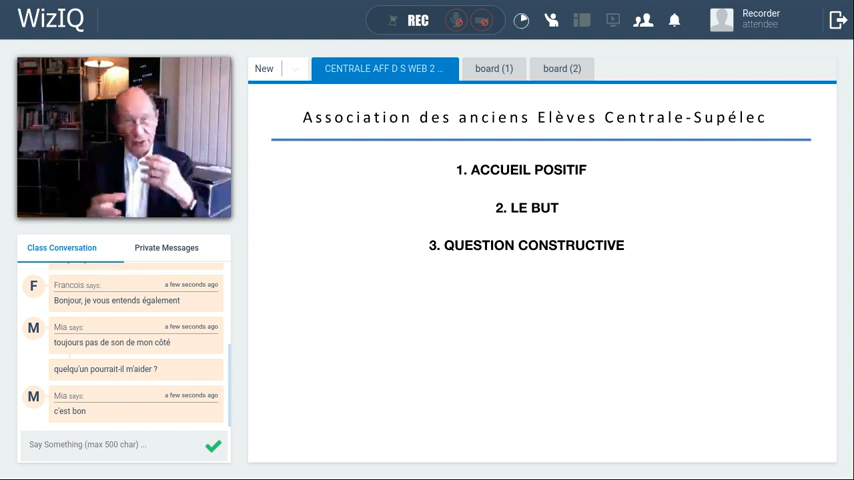 WizIQ
REC
Recorder
attendee
New
CENTRALE AFF D S WEB 2 ...
board (1)
board (2)
Association des anciens Elèves Centrale-Supélec
1. ACCUEIL POSITIF
2. LE BUT
3. QUESTION CONSTRUCTIVE
Class Conversation
Private Messages
F
Francois says:
a few seconds ago
Bonjour, je vous entends également
M
Mia says:
a few seconds ago
toujours pas de son de mon côté
quelqu'un pourrait-il m'aider ?
M
Mia says:
a few seconds ago
c'est bon
Say Something (max 500 char) ...